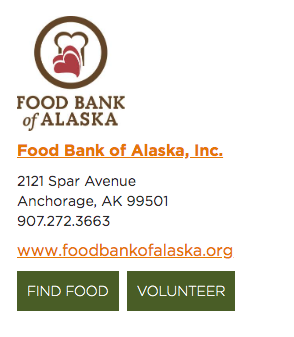 FOOD BANK
of ALASKA
Food Bank of Alaska, Inc.
2121 Spar Avenue
Anchorage, AK 99501
907.272.3663
www.foodbankofalaska.org
FIND FOOD
VOLUNTEER